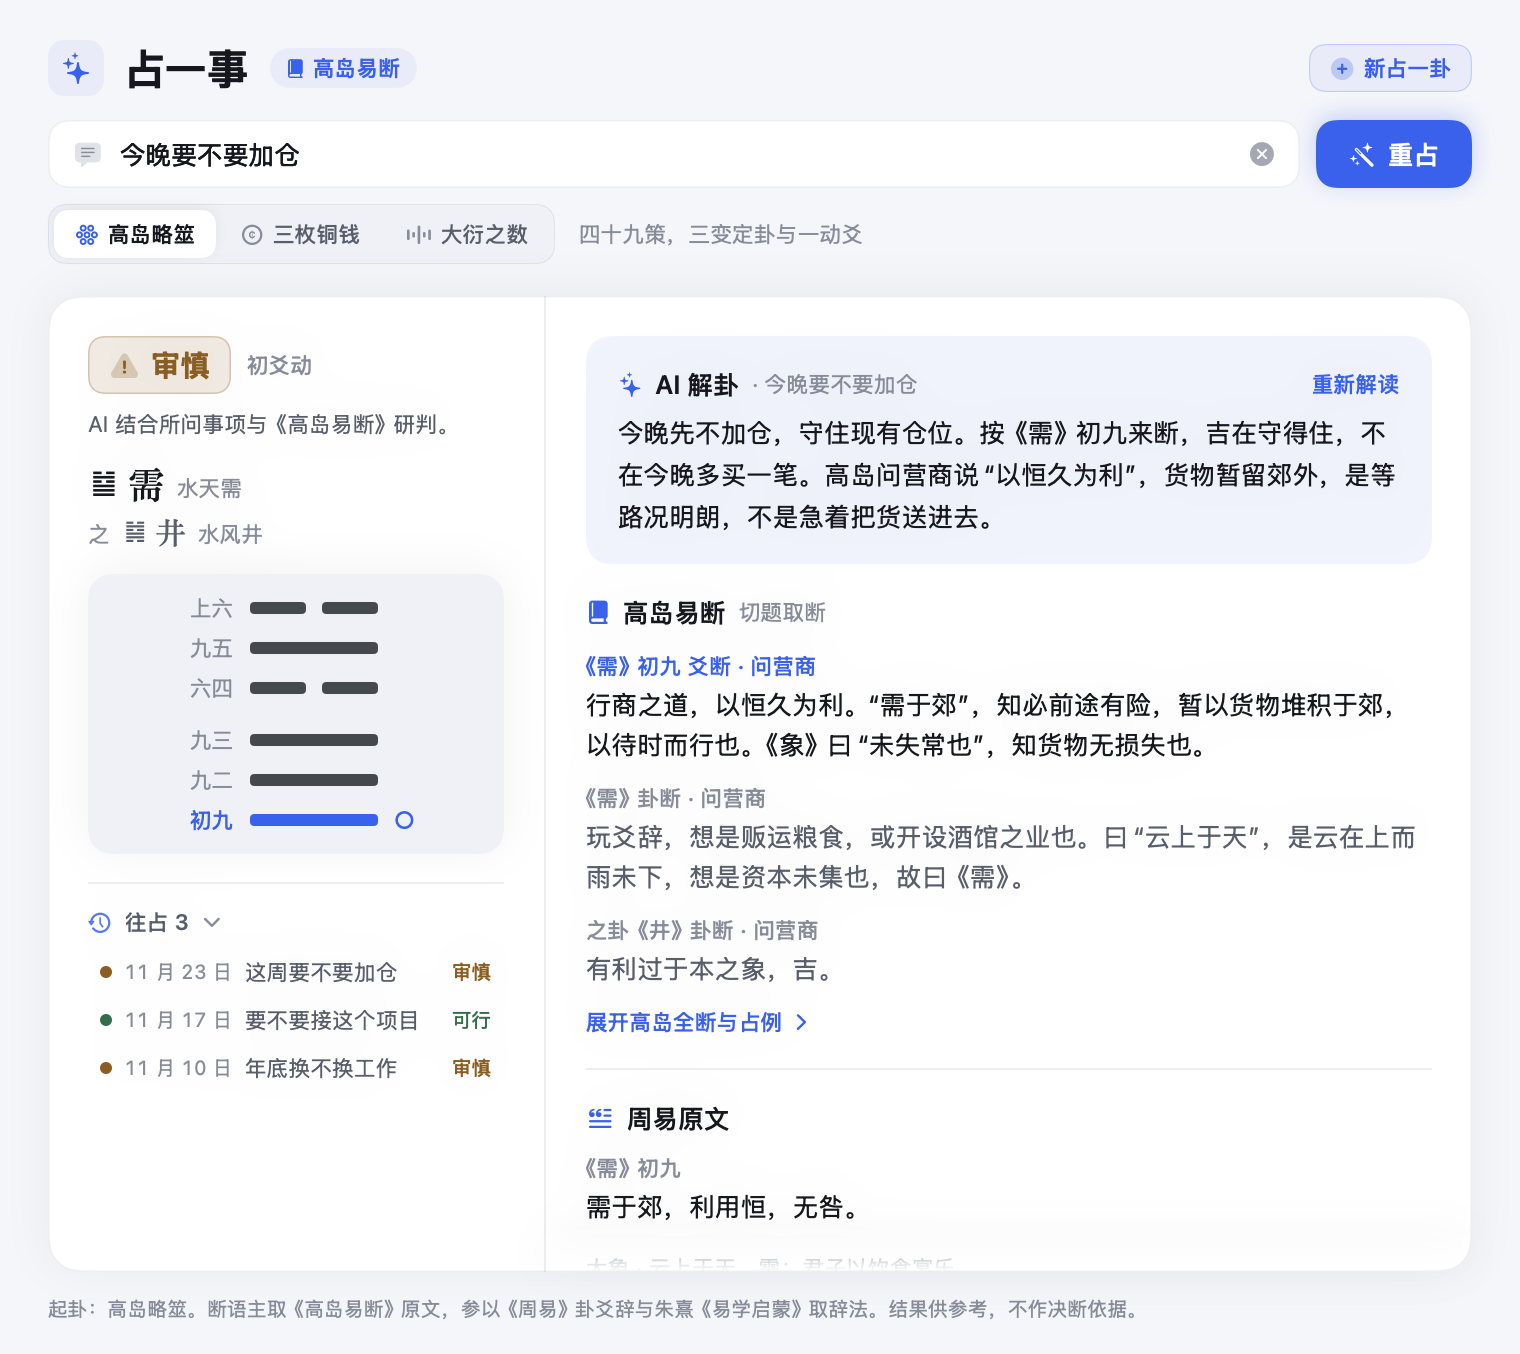 占一事 高岛易断 新占一卦
今晚要不要加仓 重占
高岛略筮 三枚铜钱 大衍之数 四十九策，三变定卦与一动爻
审慎 初爻动
AI 结合所问事项与《高岛易断》研判。
䷄ 需 水天需
之 ䷯ 井 水风井
上六
九五
六四
九三
九二
初九
往占 3
11 月 23 日 这周要不要加仓 审慎
11 月 17 日 要不要接这个项目 可行
11 月 10 日 年底换不换工作 审慎
AI 解卦 · 今晚要不要加仓 重新解读
今晚先不加仓，守住现有仓位。按《需》初九来断，吉在守得住，不
在今晚多买一笔。高岛问营商说“以恒久为利”，货物暂留郊外，是等
路况明朗，不是急着把货送进去。
高岛易断 切题取断
《需》初九 爻断 · 问营商
行商之道，以恒久为利。“需于郊”，知必前途有险，暂以货物堆积于郊，
以待时而行也。《象》曰“未失常也”，知货物无损失也。
《需》卦断 · 问营商
玩爻辞，想是贩运粮食，或开设酒馆之业也。曰“云上于天”，是云在上而
雨未下，想是资本未集也，故曰《需》。
之卦《井》卦断 · 问营商
有利过于本之象，吉。
展开高岛全断与占例
周易原文
《需》初九
需于郊，利用恒，无咎。
大象 · 云上于天，需；君子以饮食宴乐
起卦：高岛略筮。断语主取《高岛易断》原文，参以《周易》卦爻辞与朱熹《易学启蒙》取辞法。结果供参考，不作决断依据。